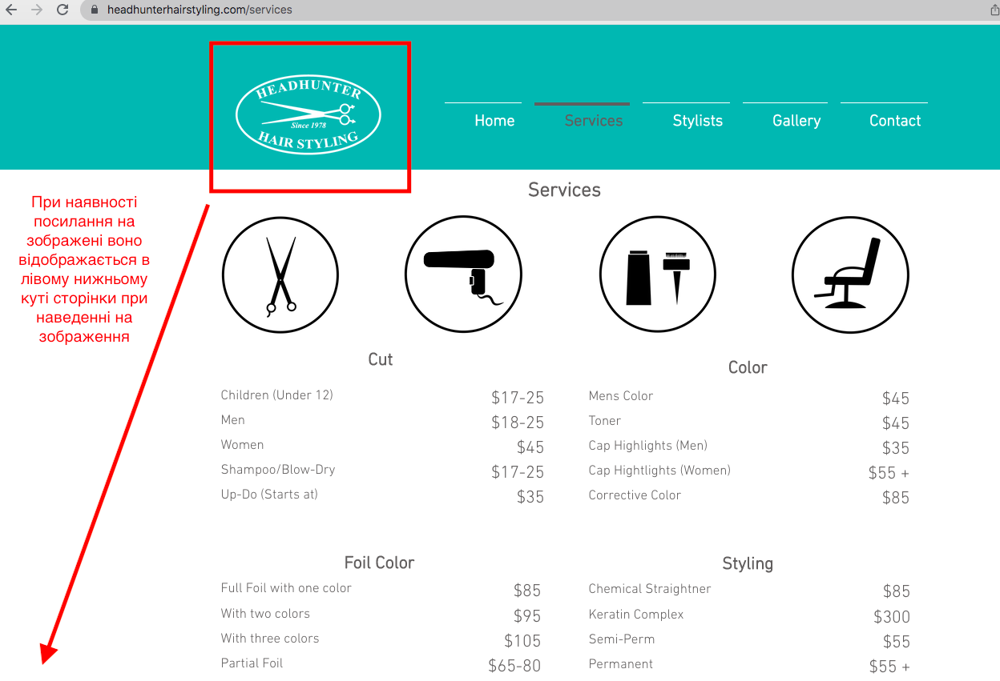 headhunterhairstyling.com/services
HEADHUNTER
Since 1978
HAIR STYLING
Home
Services
Stylists
Gallery
Contact
Services
При наявності
посилання на
зображені воно
відображається в
лівому нижньому
куті сторінки при
наведенні на
зображення
Cut
Children (Under 12) $17-25
Men $18-25
Women $45
Shampoo/Blow-Dry $17-25
Up-Do (Starts at) $35
Color
Mens Color $45
Toner $45
Cap Highlights (Men) $35
Cap Hightlights (Women) $55 +
Corrective Color $85
Foil Color
Full Foil with one color $85
With two colors $95
With three colors $105
Partial Foil $65-80
Styling
Chemical Straightner $85
Keratin Complex $300
Semi-Perm $55
Permanent $55 +